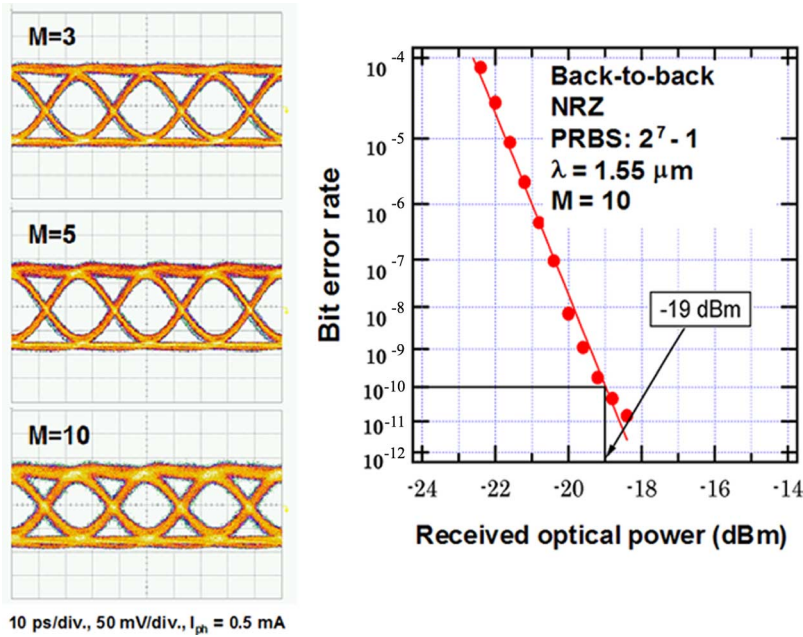 M=3
M=5
M=10
10 ps/div., 50 mV/div., Iₚₕ = 0.5 mA
Bit error rate
10⁻⁴
10⁻⁵
10⁻⁶
10⁻⁷
10⁻⁸
10⁻⁹
10⁻¹⁰
10⁻¹¹
10⁻¹²
Back-to-back
NRZ
PRBS: 2⁷ - 1
λ = 1.55 μm
M = 10
-19 dBm
-24 -22 -20 -18 -16 -14
Received optical power (dBm)